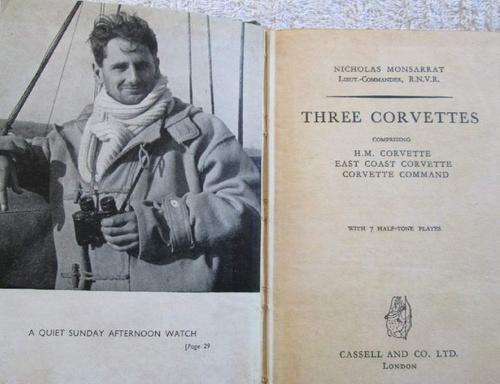 A QUIET SUNDAY AFTERNOON WATCH
[Page 29
NICHOLAS MONSARRAT
Lieut.-Commander, R.N.V.R.
THREE CORVETTES
COMPRISING
H.M. CORVETTE
EAST COAST CORVETTE
CORVETTE COMMAND
WITH 7 HALF-TONE PLATES
CASSELL AND CO. LTD.
London